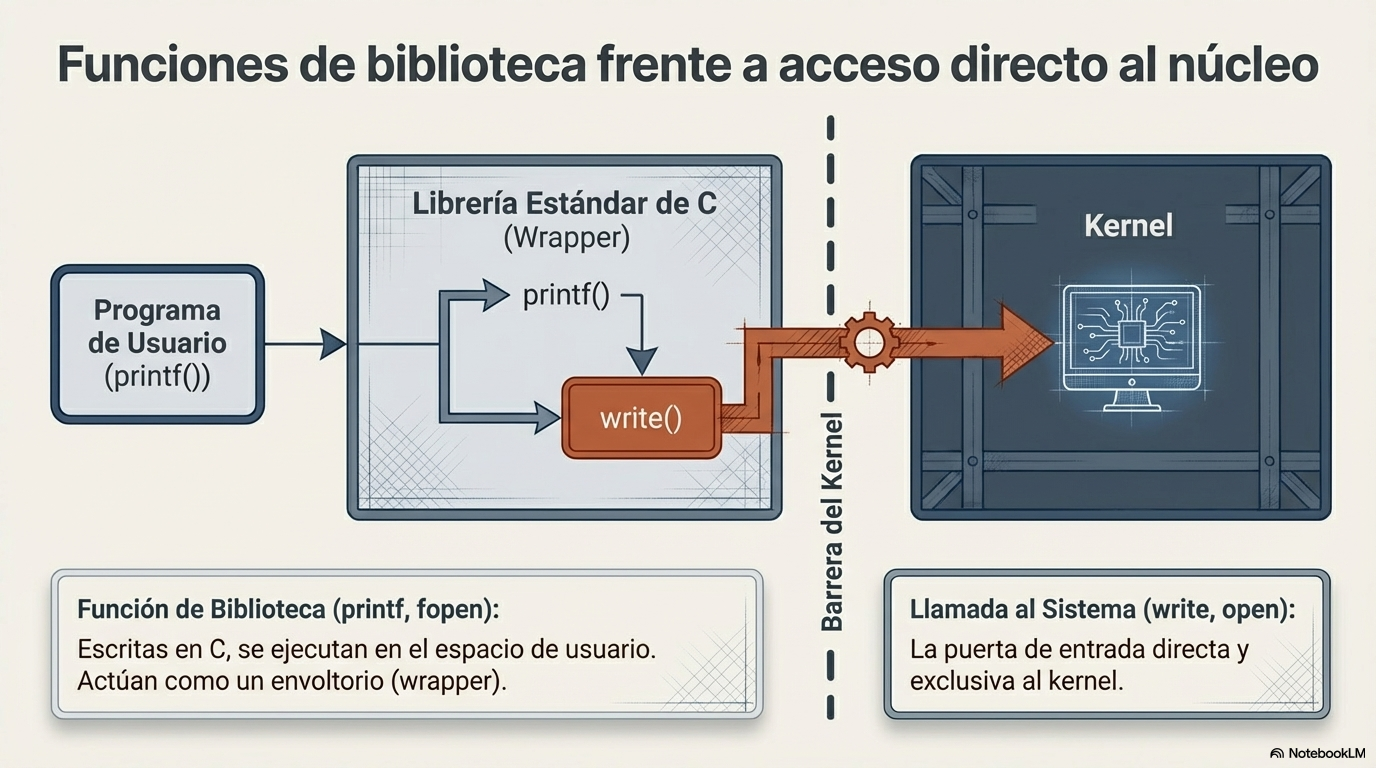 Funciones de biblioteca frente a acceso directo al núcleo
Librería Estándar de C
(Wrapper)
Programa
de Usuario
(printf())
printf()
write()
Barrera del Kernel
Kernel
Función de Biblioteca (printf, fopen):
Escritas en C, se ejecutan en el espacio de usuario.
Actúan como un envoltorio (wrapper).
Llamada al Sistema (write, open):
La puerta de entrada directa y
exclusiva al kernel.
NotebookLM